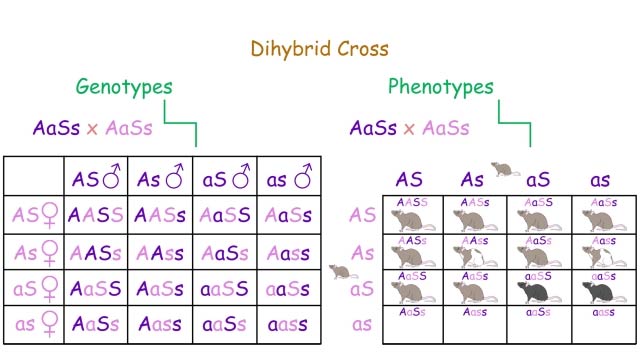 Dihybrid Cross
Genotypes
AaSs x AaSs
AS♂ As♂ aS♂ as♂
AS♀ AASS AASs AaSS AaSs
As♀ AASs AAss AaSs Aass
aS♀ AaSS AaSs aaSS aaSs
as♀ AaSs Aass aaSs aass
Phenotypes
AaSs x AaSs
AS As aS as
AS AASS AASs AaSS AaSs
As AASs AAss AaSs Aass
aS AaSS AaSs aaSS aaSs
as AaSs Aass aaSs aass